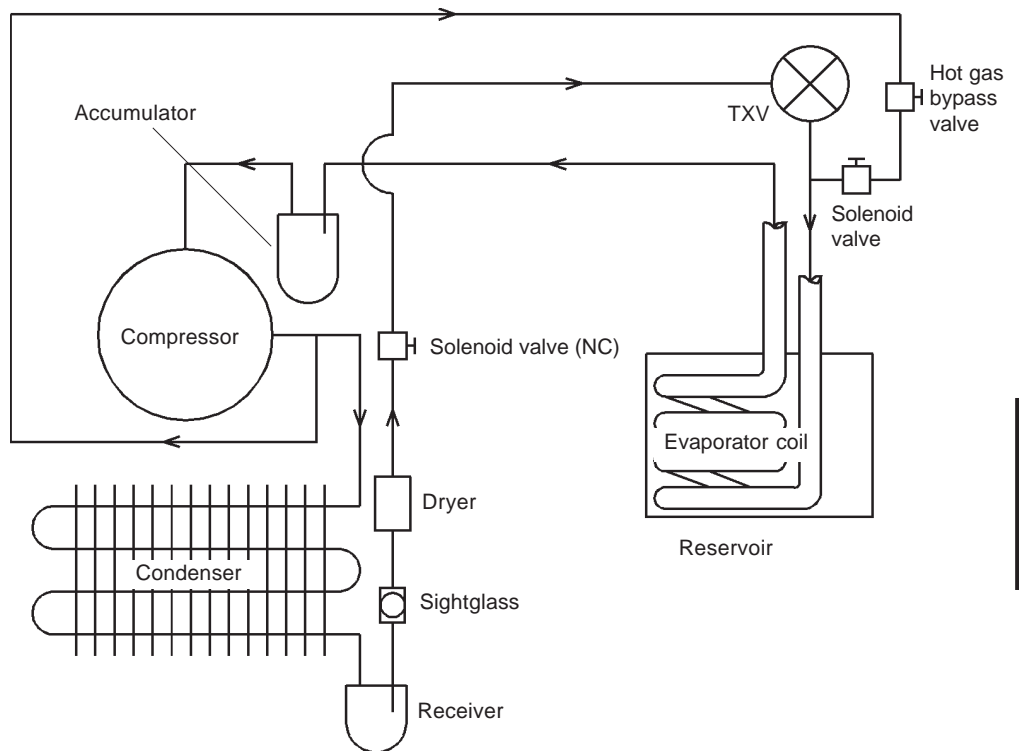 Hot gas
bypass
valve
TXV
Accumulator
Solenoid
valve
Compressor
Solenoid valve (NC)
Evaporator coil
Dryer
Reservoir
Condenser
Sightglass
Receiver